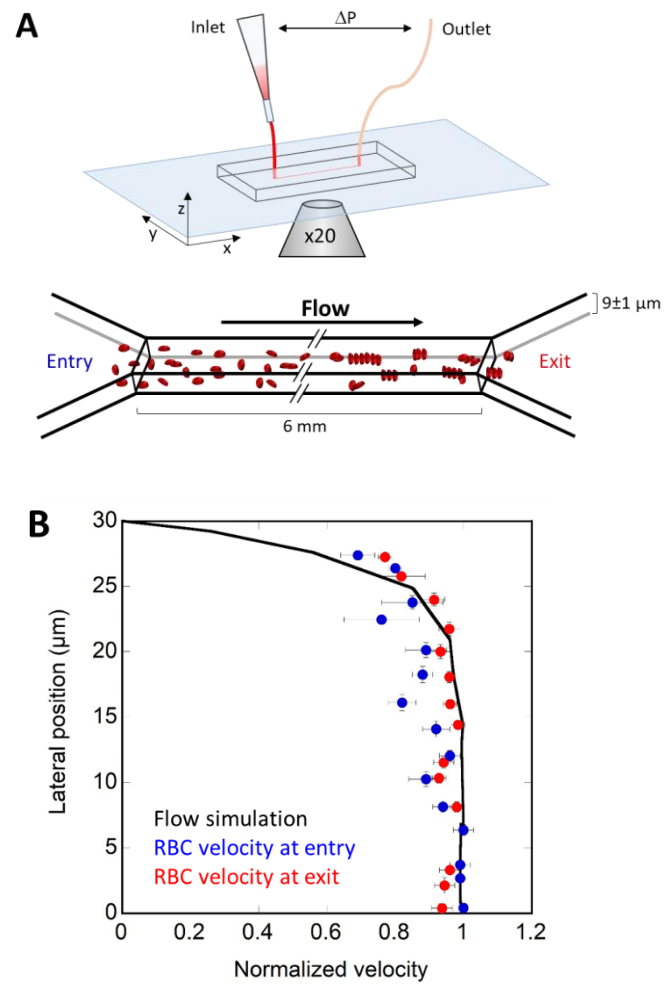 A
Inlet
ΔP
Outlet
z
y
x
x20
Flow
9±1 μm
Entry
Exit
6 mm
B
30
25
20
15
10
5
0
Lateral position (μm)
Flow simulation
RBC velocity at entry
RBC velocity at exit
0 0.2 0.4 0.6 0.8 1 1.2
Normalized velocity